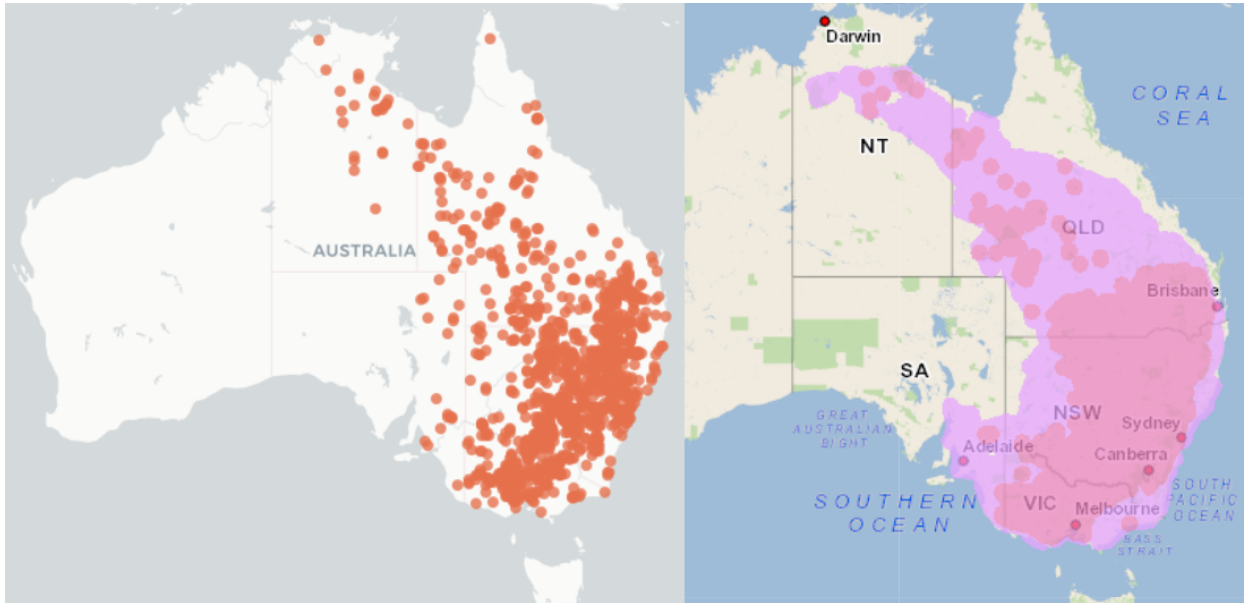 AUSTRALIA
Darwin
CORAL
SEA
NT
QLD
Brisbane
SA
GREAT
AUSTRALIAN
BIGHT
NSW
Sydney
Adelaide
Canberra
SOUTHERN
OCEAN
VIC
Melbourne
SOUTH
PACIFIC
OCEAN
BASS
STRAIT